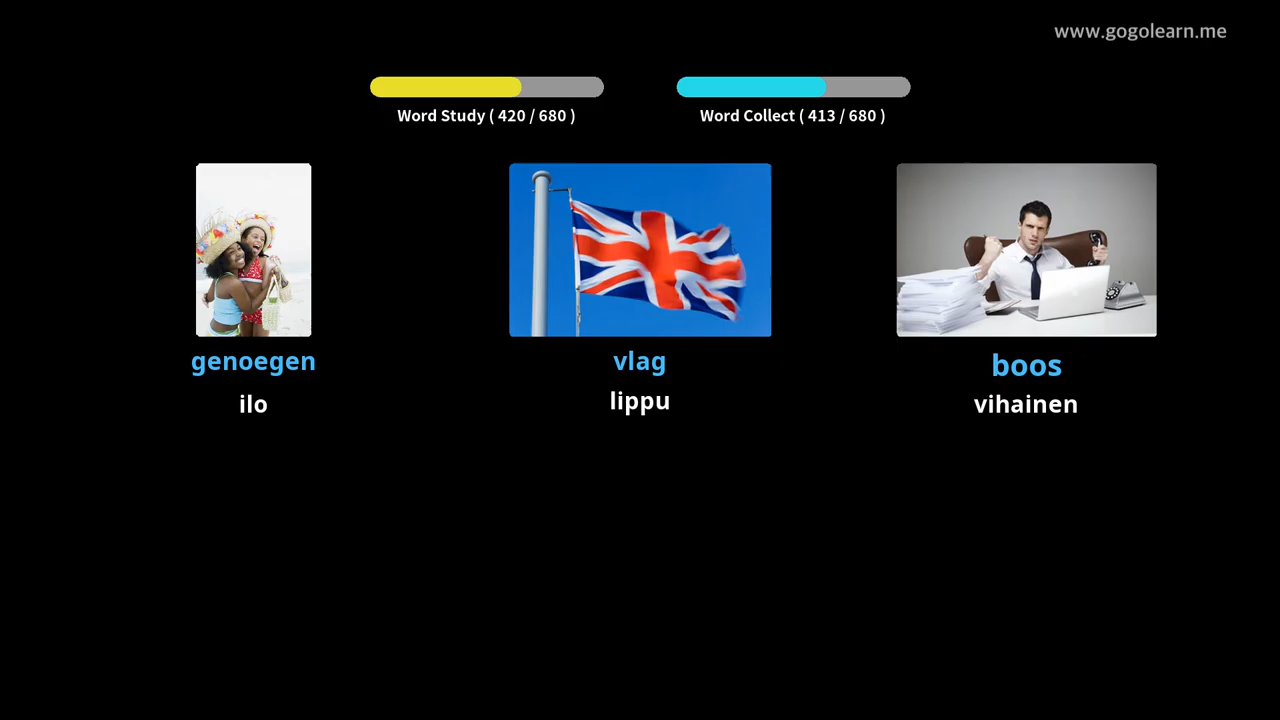 www.gogolearn.me
Word Study ( 420 / 680 )
Word Collect ( 413 / 680 )
genoegen
ilo
vlag
lippu
boos
vihainen